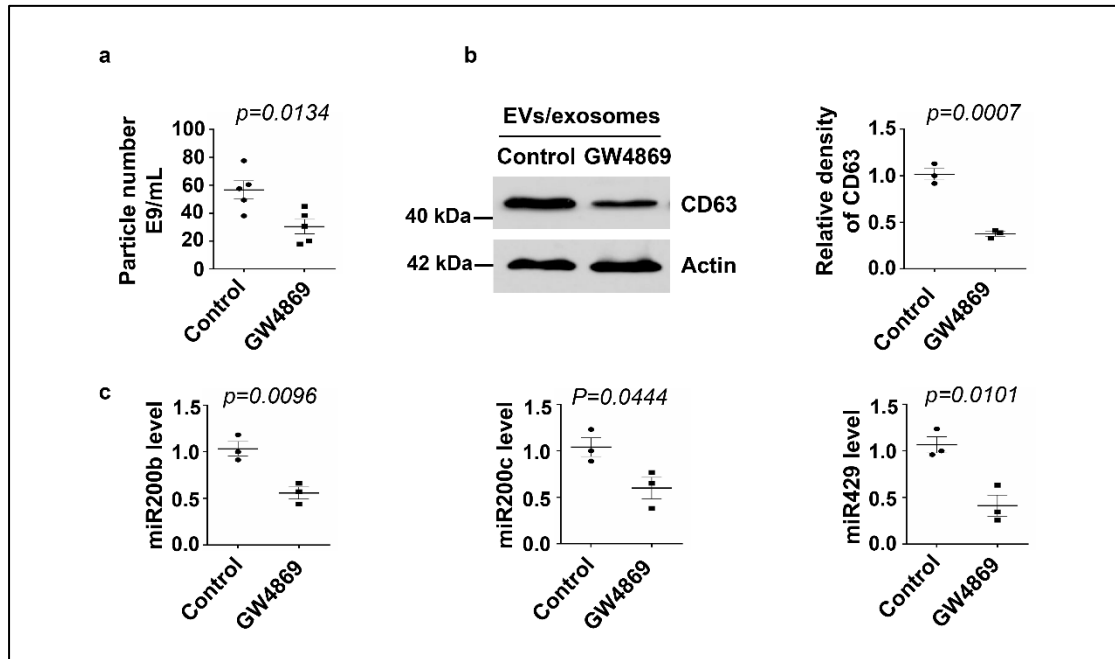 a
p=0.0134
Particle number
E9/mL
100
80
60
40
20
0
Control
GW4869
b
EVs/exosomes
Control GW4869
40 kDa
CD63
42 kDa
Actin
p=0.0007
Relative density
of CD63
1.5
1.0
0.5
0.0
Control
GW4869
c
p=0.0096
miR200b level
1.5
1.0
0.5
0.0
Control
GW4869
P=0.0444
miR200c level
1.5
1.0
0.5
0.0
Control
GW4869
p=0.0101
miR429 level
1.5
1.0
0.5
0.0
Control
GW4869